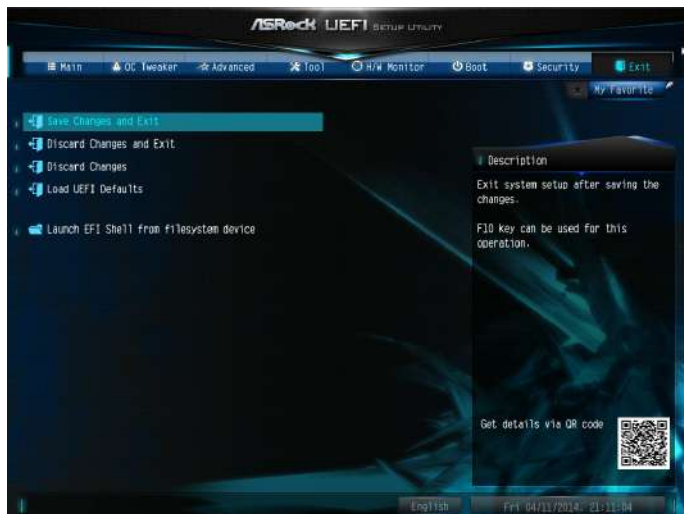 ASRock UEFI SETUP UTILITY
Main OC Tweaker Advanced Tool H/W Monitor Boot Security Exit
My Favorite
Save Changes and Exit
Discard Changes and Exit
Discard Changes
Load UEFI Defaults
Launch EFI Shell from filesystem device
Description
Exit system setup after saving the
changes.
F10 key can be used for this
operation.
Get details via QR code
English Fri 04/11/2014. 21:11:04